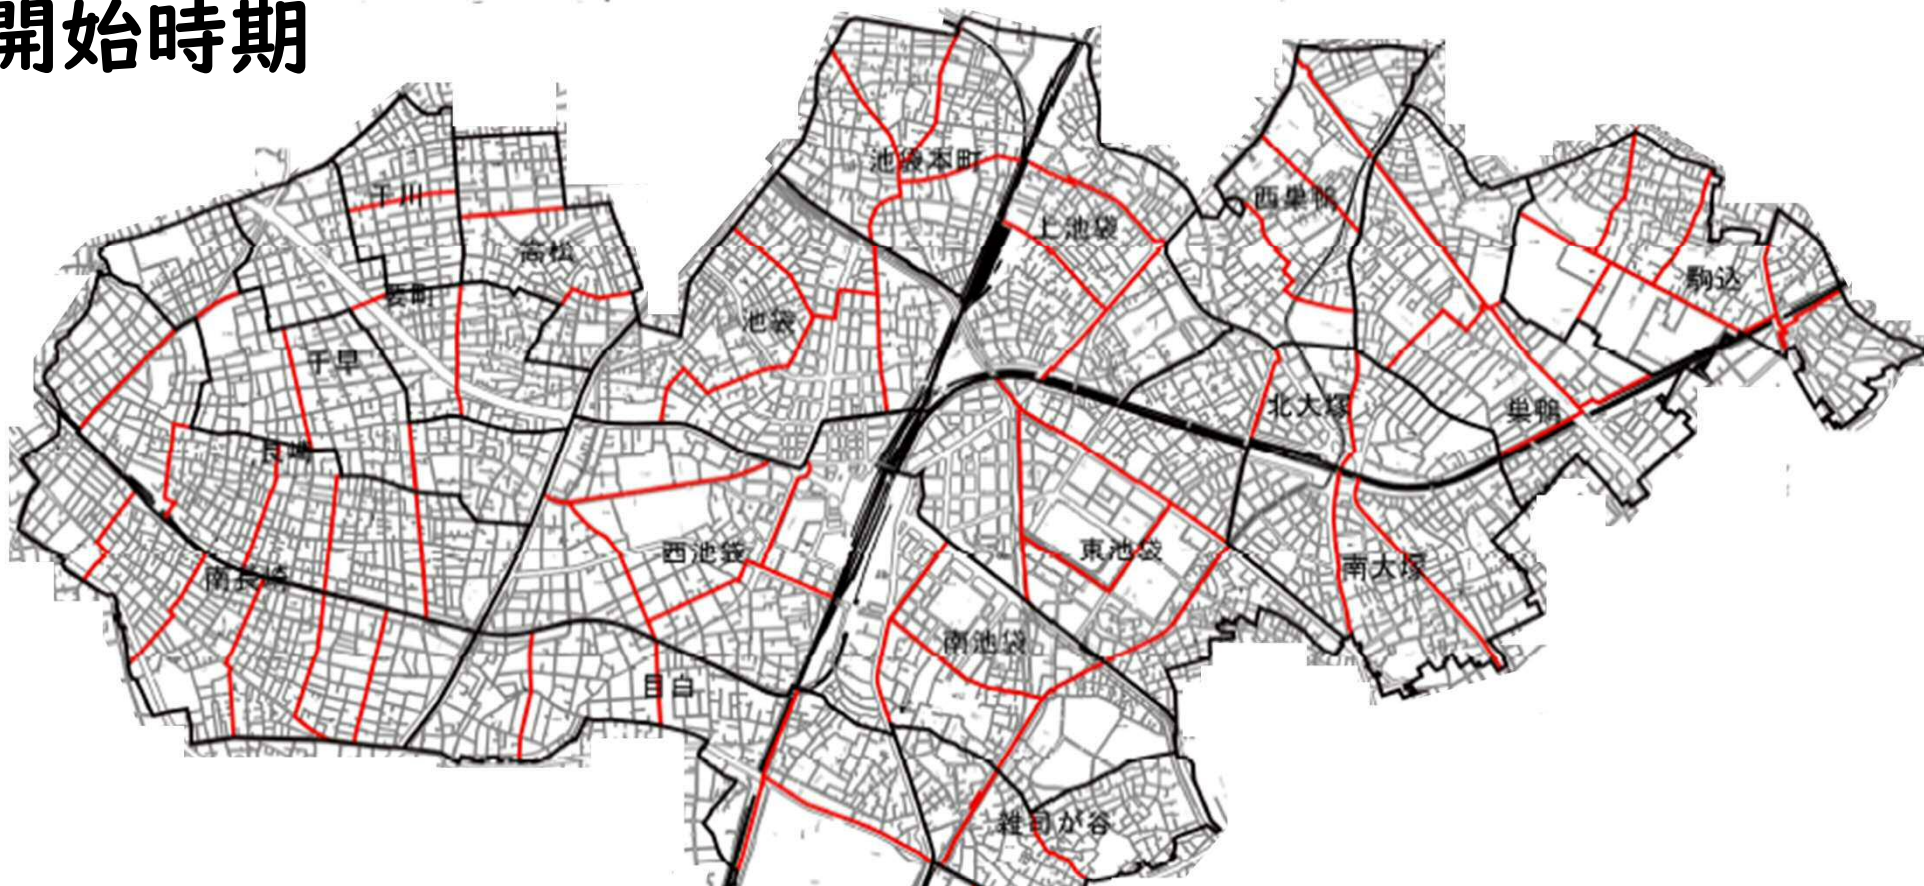 開始時期
池袋本町
千川
西巣鴨
上池袋
高松
駒込
要町
池袋
千早
北大塚
巣鴨
長崎
西池袋
東池袋
南大塚
南長崎
南池袋
目白
雑司が谷